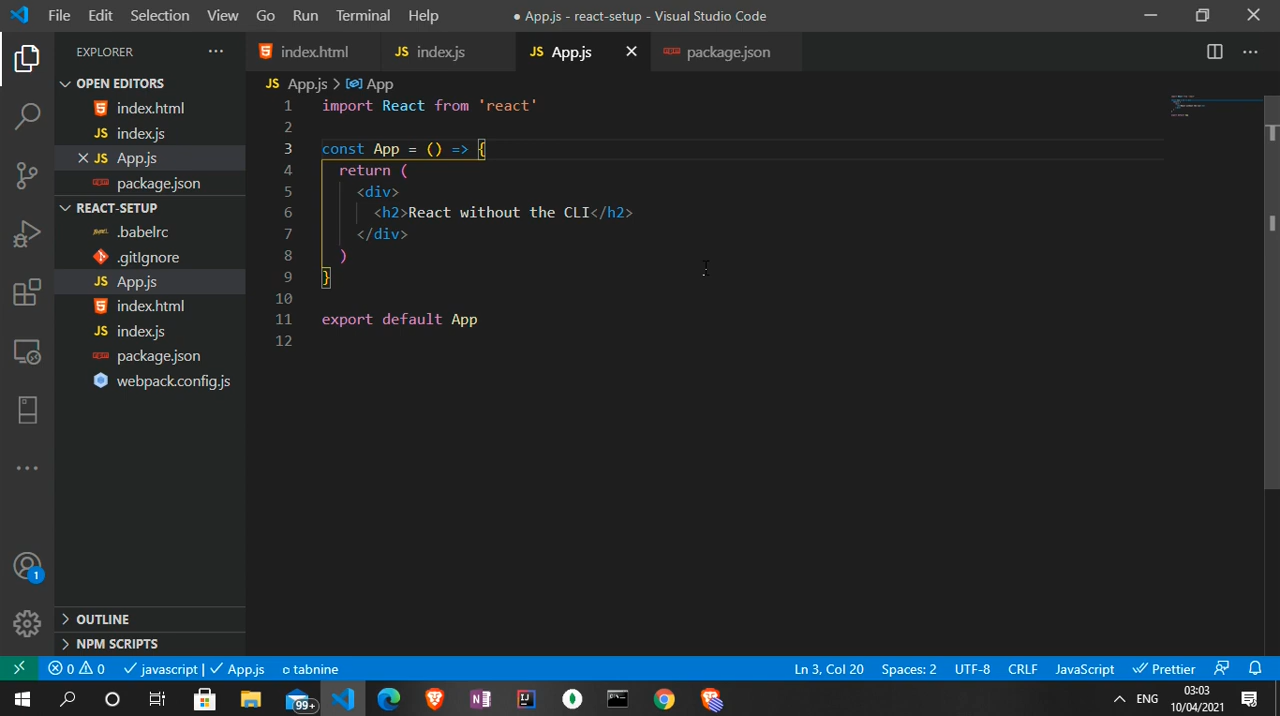 File Edit Selection View Go Run Terminal Help
● App.js - react-setup - Visual Studio Code
EXPLORER
OPEN EDITORS
index.html
JS index.js
JS App.js
package.json
REACT-SETUP
.babelrc
.gitIgnore
JS App.js
index.html
JS index.js
package.json
webpack.config.js
OUTLINE
NPM SCRIPTS
index.html
JS index.js
JS App.js
package.json
JS App.js > App
1 import React from 'react'
2
3 const App = () => {
4 return (
5 <div>
6 <h2>React without the CLI</h2>
7 </div>
8 )
9 }
10
11 export default App
12
1
0 0 javascript | App.js tabnine
Ln 3, Col 20 Spaces: 2 UTF-8 CRLF JavaScript Prettier
99+
ENG
03:03
10/04/2021